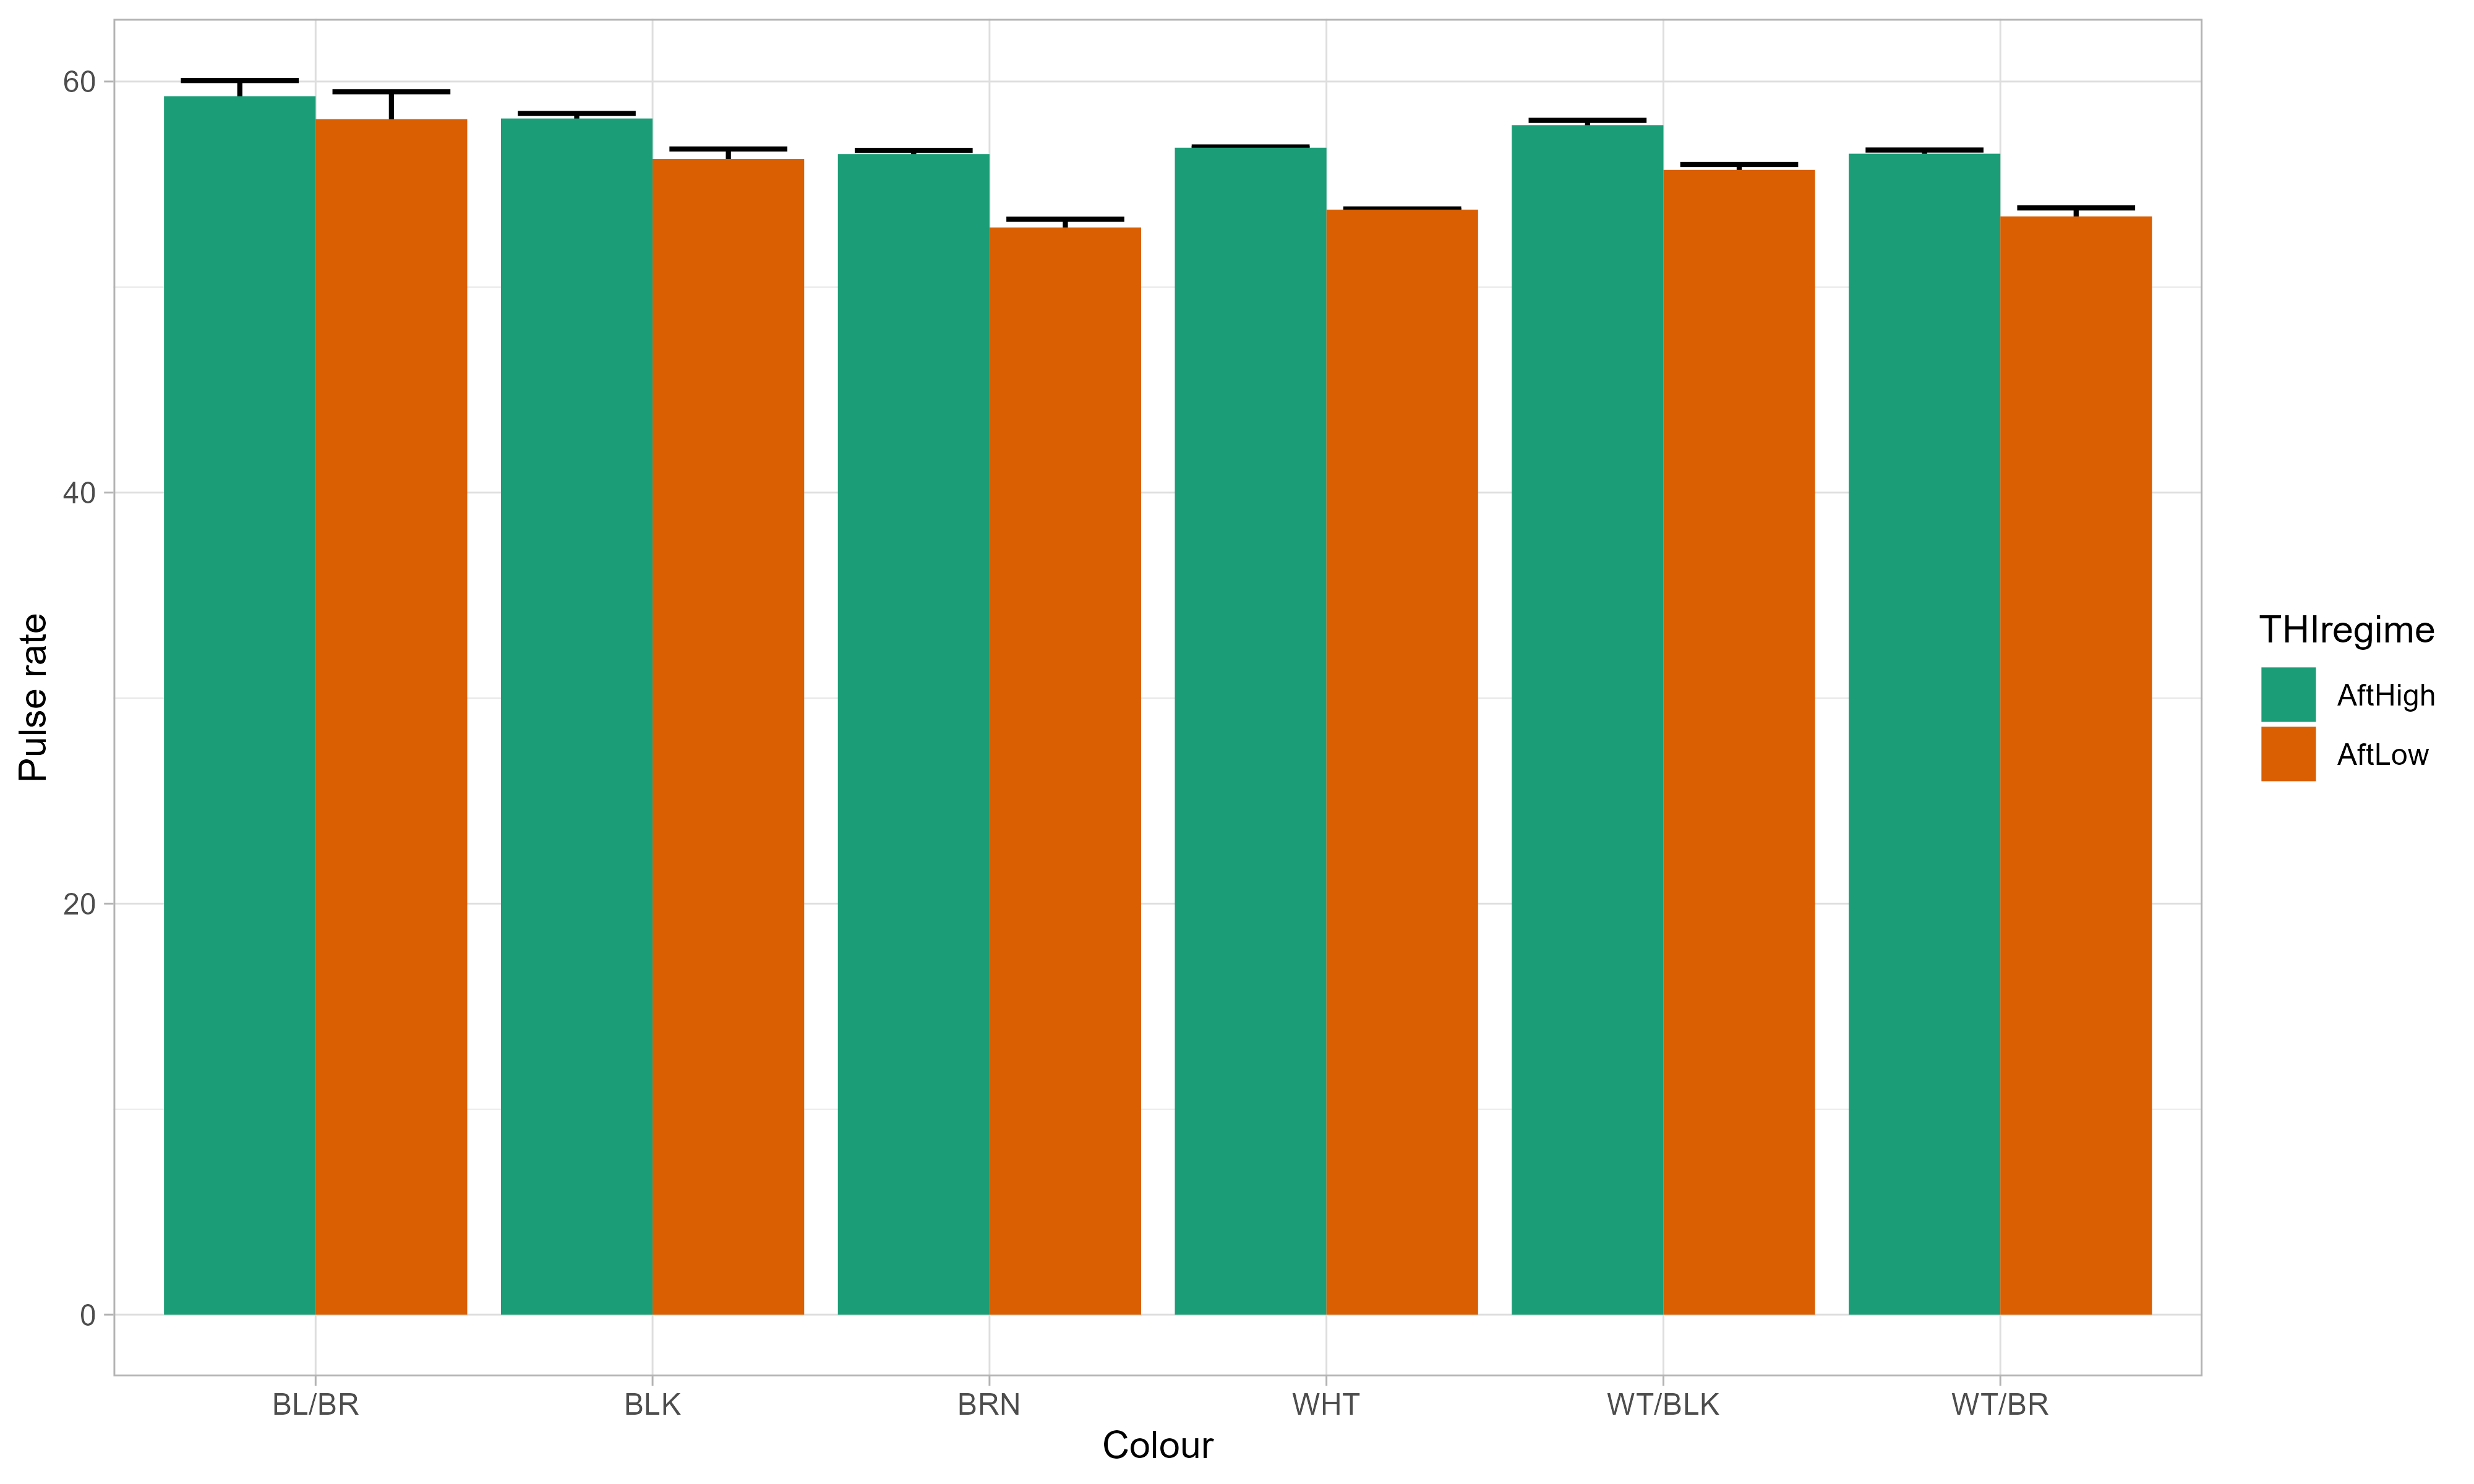 60
40
20
0
Pulse rate
BL/BR BLK BRN WHT WT/BLK WT/BR
Colour
THIregime
AftHigh
AftLow